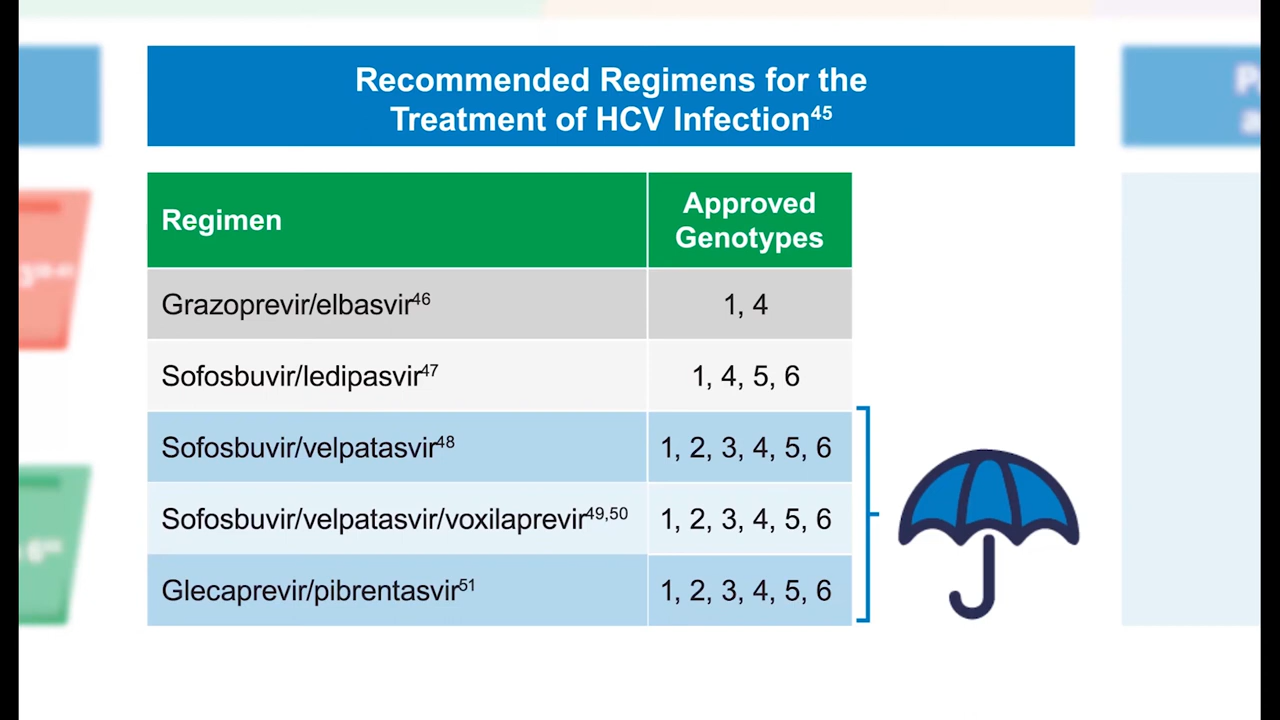 Recommended Regimens for the
Treatment of HCV Infection45
Regimen
Approved
Genotypes
Grazoprevir/elbasvir46
1, 4
Sofosbuvir/ledipasvir47
1, 4, 5, 6
Sofosbuvir/velpatasvir48
1, 2, 3, 4, 5, 6
Sofosbuvir/velpatasvir/voxilaprevir49,50
1, 2, 3, 4, 5, 6
Glecaprevir/pibrentasvir51
1, 2, 3, 4, 5, 6